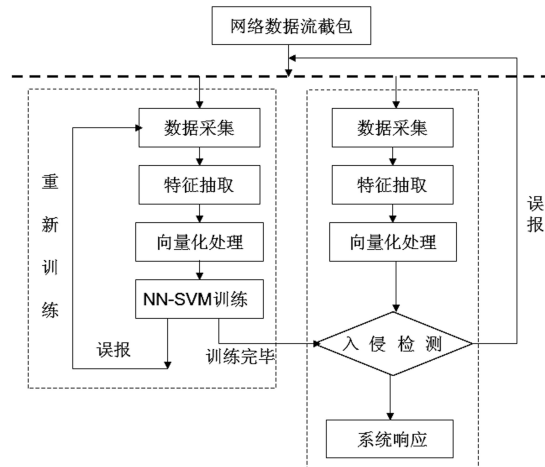 网络数据流截包
数据采集
特征抽取
向量化处理
NN-SVM训练
重新训练
误报
训练完毕
数据采集
特征抽取
向量化处理
入侵检测
系统响应
误报